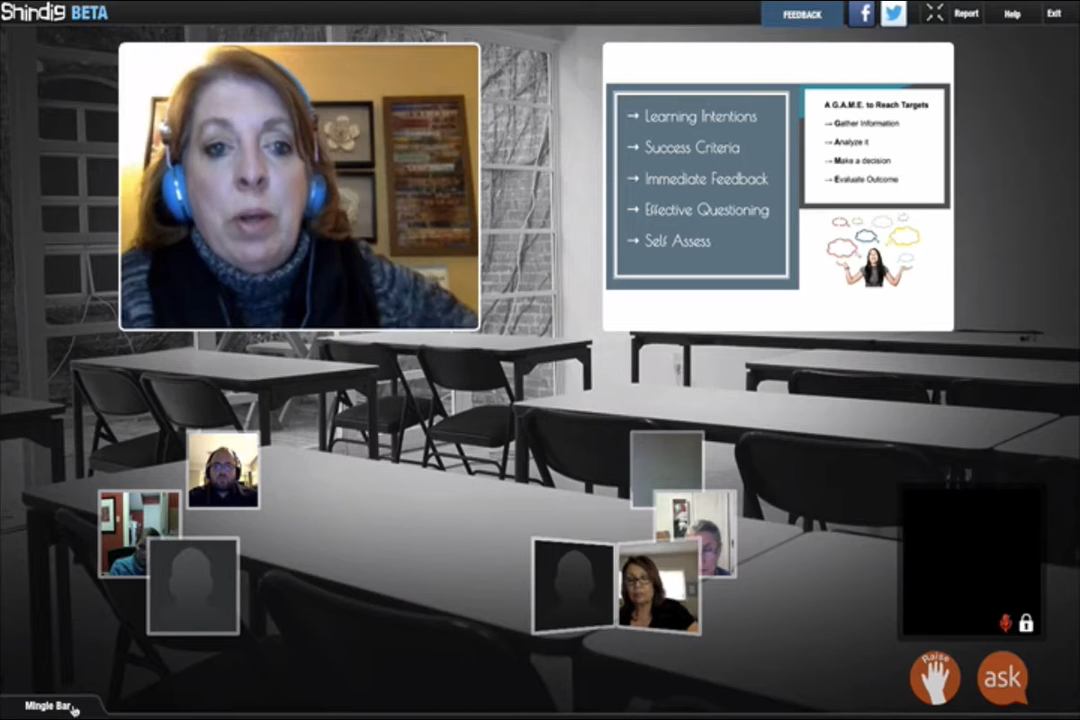 Shindig BETA
FEEDBACK
Report
Help
Exit
→ Learning Intentions
→ Success Criteria
→ Immediate Feedback
→ Effective Questioning
→ Self Assess
A G.A.M.E. to Reach Targets
→ Gather Information
→ Analyze it
→ Make a decision
→ Evaluate Outcome
Raise
ask
Mingle Bar